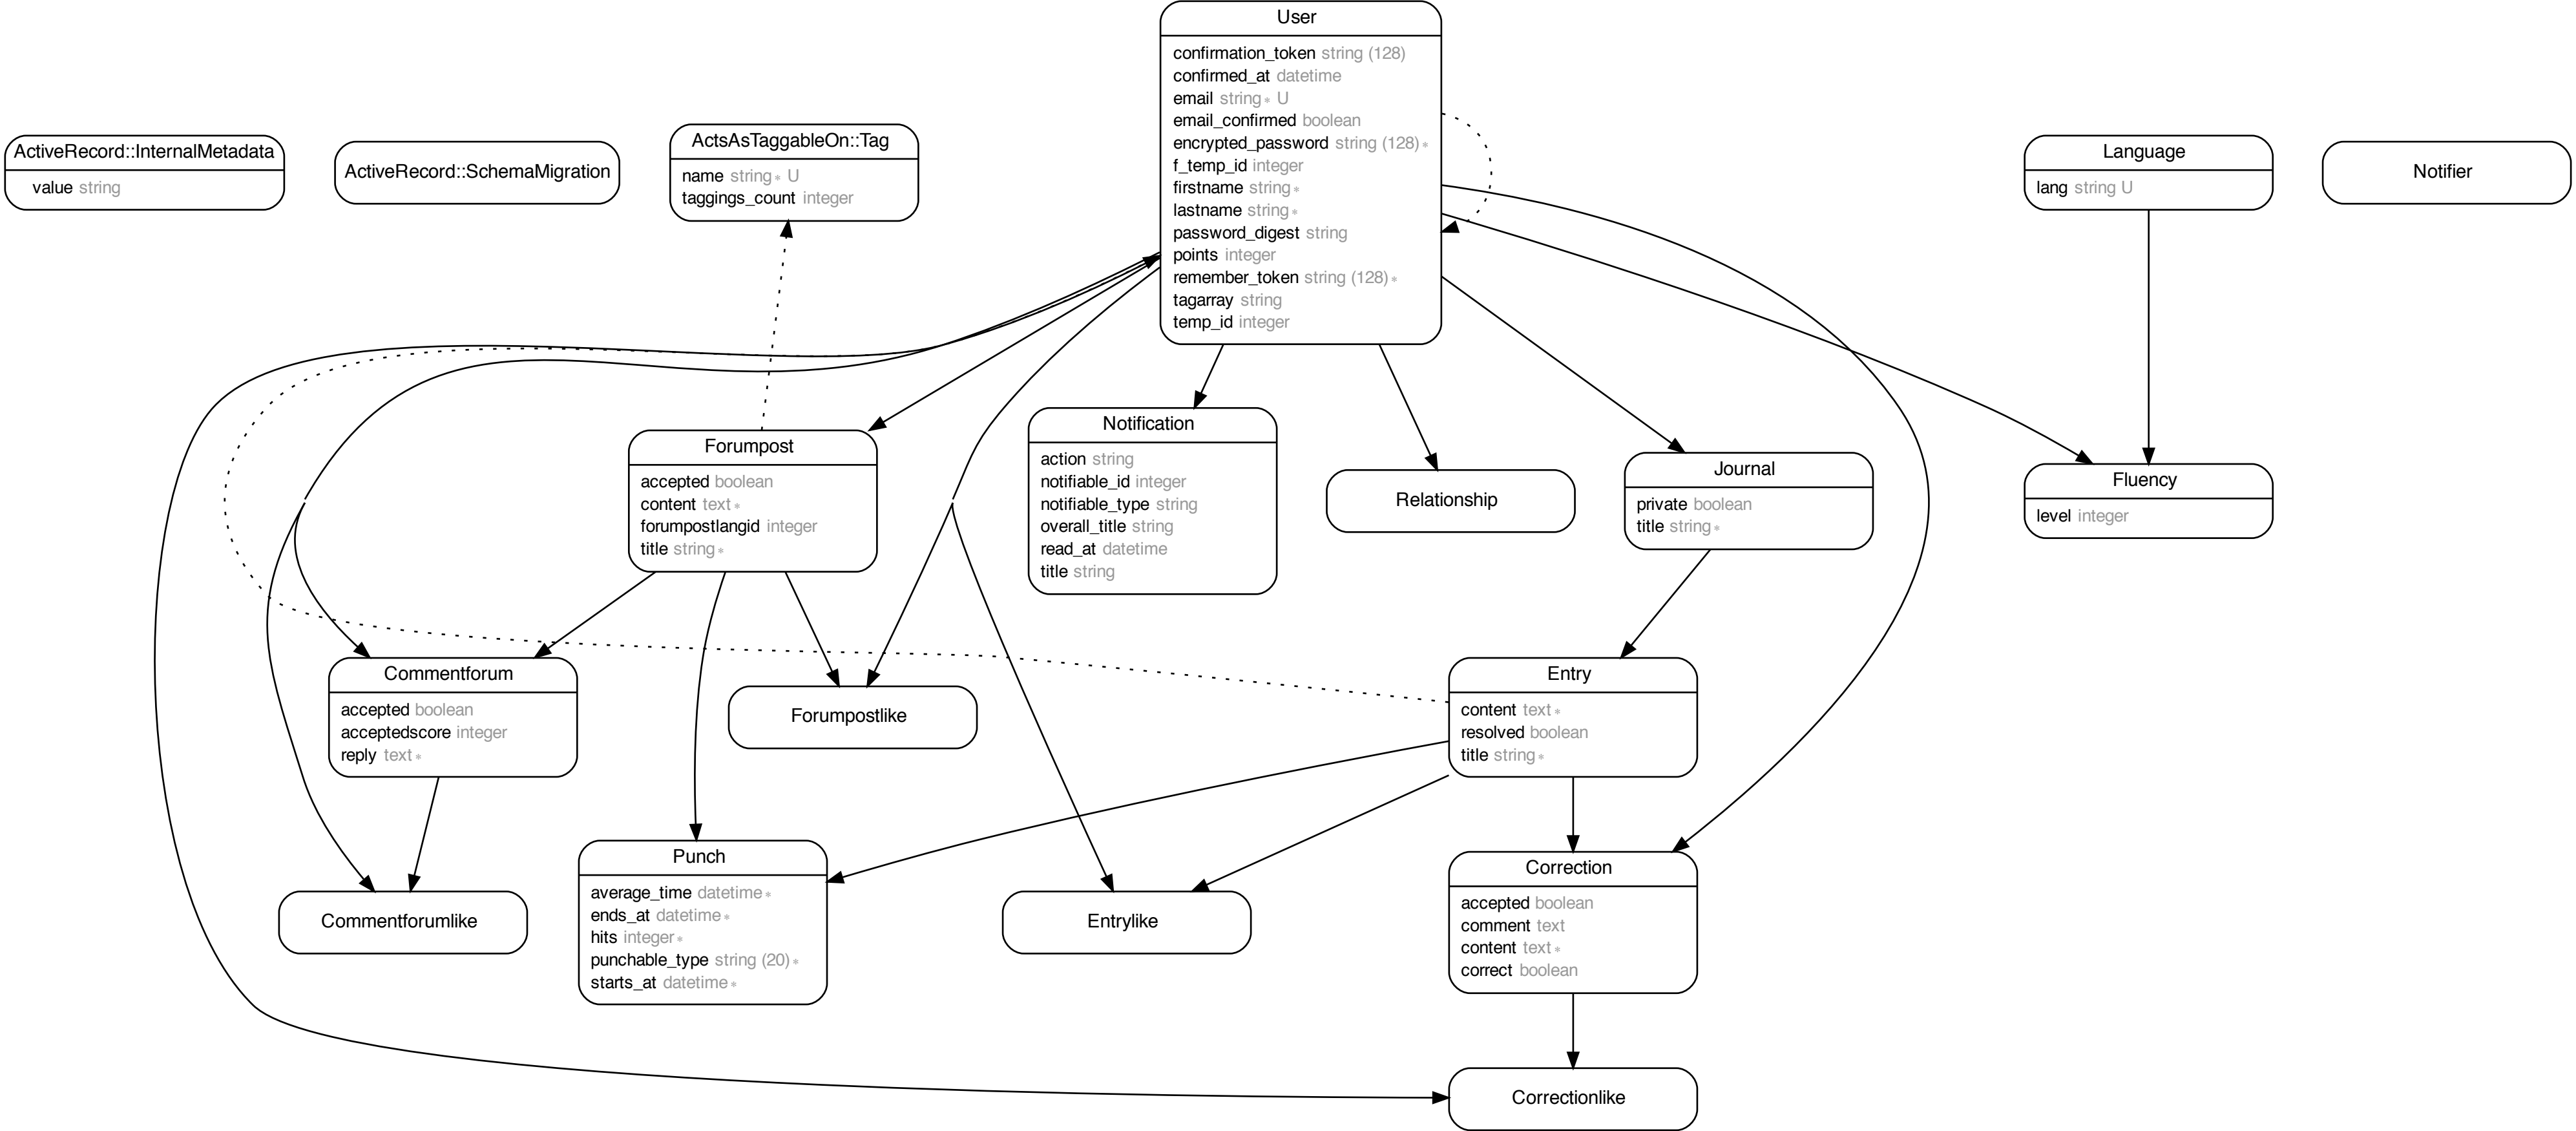 User
confirmation_token string (128)
confirmed_at datetime
email string∗ U
email_confirmed boolean
encrypted_password string (128)∗
f_temp_id integer
firstname string∗
lastname string∗
password_digest string
points integer
remember_token string (128)∗
tagarray string
temp_id integer
ActiveRecord::InternalMetadata
value string
ActiveRecord::SchemaMigration
ActsAsTaggableOn::Tag
name string∗ U
taggings_count integer
Language
lang string U
Notifier
Forumpost
accepted boolean
content text∗
forumpostlangid integer
title string∗
Notification
action string
notifiable_id integer
notifiable_type string
overall_title string
read_at datetime
title string
Relationship
Journal
private boolean
title string∗
Fluency
level integer
Commentforum
accepted boolean
acceptedscore integer
reply text∗
Forumpostlike
Entry
content text∗
resolved boolean
title string∗
Commentforumlike
Punch
average_time datetime∗
ends_at datetime∗
hits integer∗
punchable_type string (20)∗
starts_at datetime∗
Entrylike
Correction
accepted boolean
comment text
content text∗
correct boolean
Correctionlike